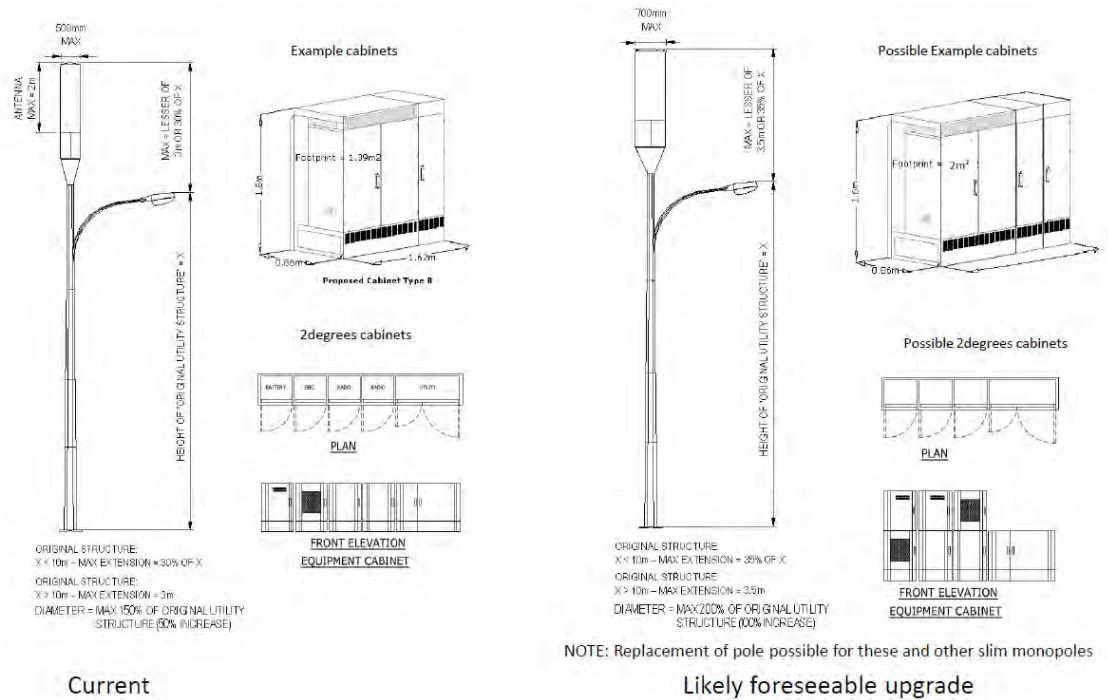 500mm
MAX
ANTENNA
MAX = 2m
MAX = LESSER OF
3m OR 30% OF X
HEIGHT OF "ORIGINAL UTILITY STRUCTURE" = X
ORIGINAL STRUCTURE:
X < 10m – MAX EXTENSION = 30% OF X
ORIGINAL STRUCTURE:
X > 10m – MAX EXTENSION = 3m
DIAMETER = MAX 150% OF ORIGINAL UTILITY
STRUCTURE (50% INCREASE)
Example cabinets
Footprint = 1.39m2
1.6m
0.86m
1.62m
Proposed Cabinet Type B
2degrees cabinets
BATTERY
BBC
RADIO
RADIO
UTILITY
PLAN
FRONT ELEVATION
EQUIPMENT CABINET
Current
700mm
MAX
MAX = LESSER OF
3.5m OR 35% OF X
HEIGHT OF "ORIGINAL UTILITY STRUCTURE" = X
ORIGINAL STRUCTURE
X < 10m – MAX EXTENSION = 35% OF X
ORIGINAL STRUCTURE
X > 10m – MAX EXTENSION = 3.5m
DIAMETER = MAX 200% OF ORIGINAL UTILITY
STRUCTURE (100% INCREASE)
Possible Example cabinets
Footprint = 2m²
1.6m
0.86m
Possible 2degrees cabinets
PLAN
FRONT ELEVATION
EQUIPMENT CABINET
NOTE: Replacement of pole possible for these and other slim monopoles
Likely foreseeable upgrade